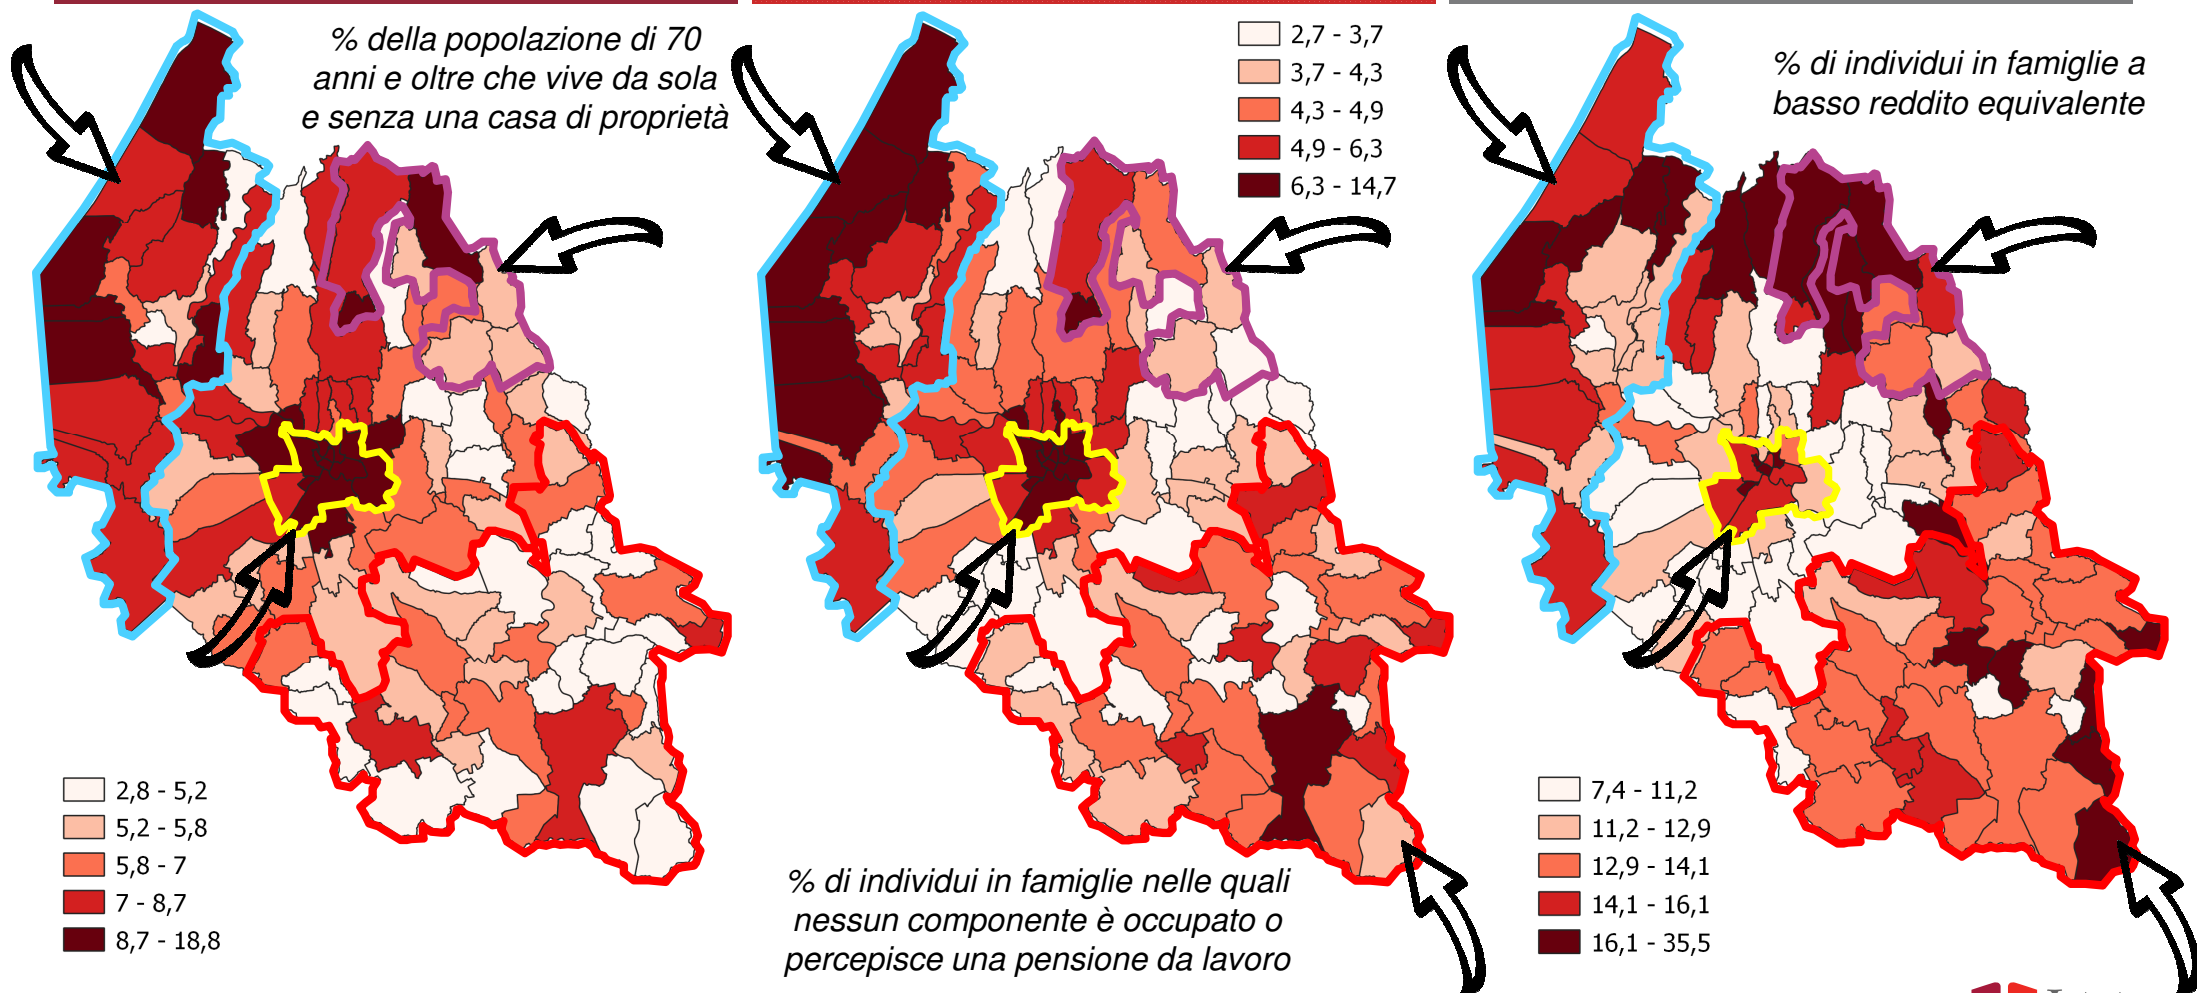 % della popolazione di 70
anni e oltre che vive da sola
e senza una casa di proprietà
2,8 - 5,2
5,2 - 5,8
5,8 - 7
7 - 8,7
8,7 - 18,8
2,7 - 3,7
3,7 - 4,3
4,3 - 4,9
4,9 - 6,3
6,3 - 14,7
% di individui in famiglie nelle quali
nessun componente è occupato o
percepisce una pensione da lavoro
% di individui in famiglie a
basso reddito equivalente
7,4 - 11,2
11,2 - 12,9
12,9 - 14,1
14,1 - 16,1
16,1 - 35,5